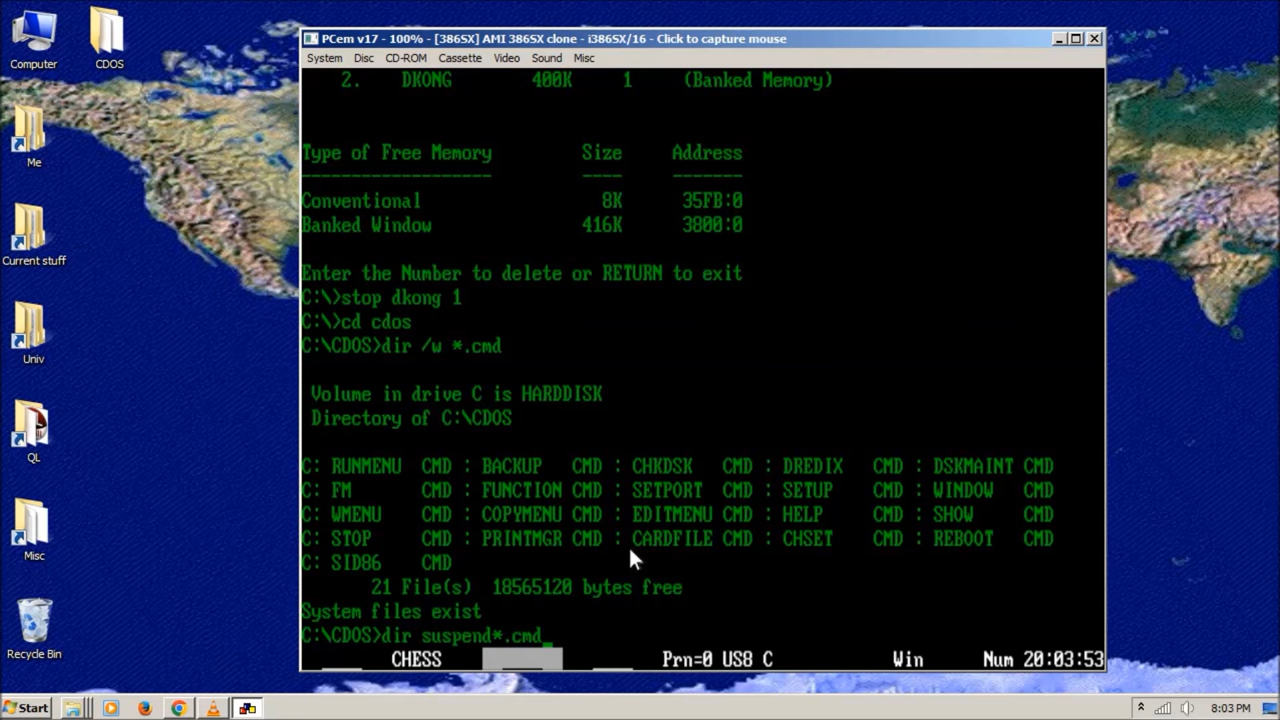 Computer
CDOS
Me
Current stuff
Univ
QL
Misc
Recycle Bin
PCem v17 - 100% - [386SX] AMI 386SX clone - i386SX/16 - Click to capture mouse
System Disc CD-ROM Cassette Video Sound Misc
2. DKONG 400K 1 (Banked Memory)
Type of Free Memory Size Address
------------------- ---- -------
Conventional 8K 35FB:0
Banked Window 416K 3800:0
Enter the Number to delete or RETURN to exit
C:\>stop dkong 1
C:\>cd cdos
C:\CDOS>dir /w *.cmd
Volume in drive C is HARDDISK
Directory of C:\CDOS
C: RUNMENU CMD : BACKUP CMD : CHKDSK CMD : DREDIX CMD : DSKMAINT CMD
C: FM CMD : FUNCTION CMD : SETPORT CMD : SETUP CMD : WINDOW CMD
C: WMENU CMD : COPYMENU CMD : EDITMENU CMD : HELP CMD : SHOW CMD
C: STOP CMD : PRINTMGR CMD : CARDFILE CMD : CHSET CMD : REBOOT CMD
C: SID86 CMD
21 File(s) 18565120 bytes free
System files exist
C:\CDOS>dir suspend*.cmd_
___ CHESS ___ ___ Prn=0 US8 C Win Num 20:03:53
Start
8:03 PM